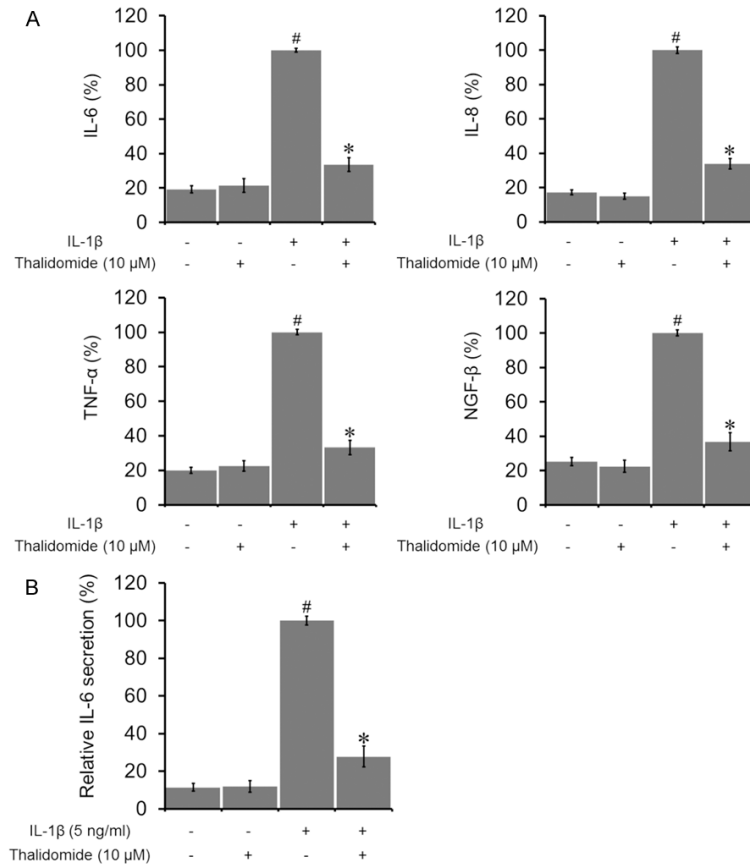 A
120
100
80
60
40
20
0
IL-6 (%)
#
*
IL-1β - - + +
Thalidomide (10 μM) - + - +
120
100
80
60
40
20
0
IL-8 (%)
#
*
IL-1β - - + +
Thalidomide (10 μM) - + - +
120
100
80
60
40
20
0
TNF-α (%)
#
*
IL-1β - - + +
Thalidomide (10 μM) - + - +
120
100
80
60
40
20
0
NGF-β (%)
#
*
IL-1β - - + +
Thalidomide (10 μM) - + - +
B
120
100
80
60
40
20
0
Relative IL-6 secretion (%)
#
*
IL-1β (5 ng/ml) - - + +
Thalidomide (10 μM) - + - +